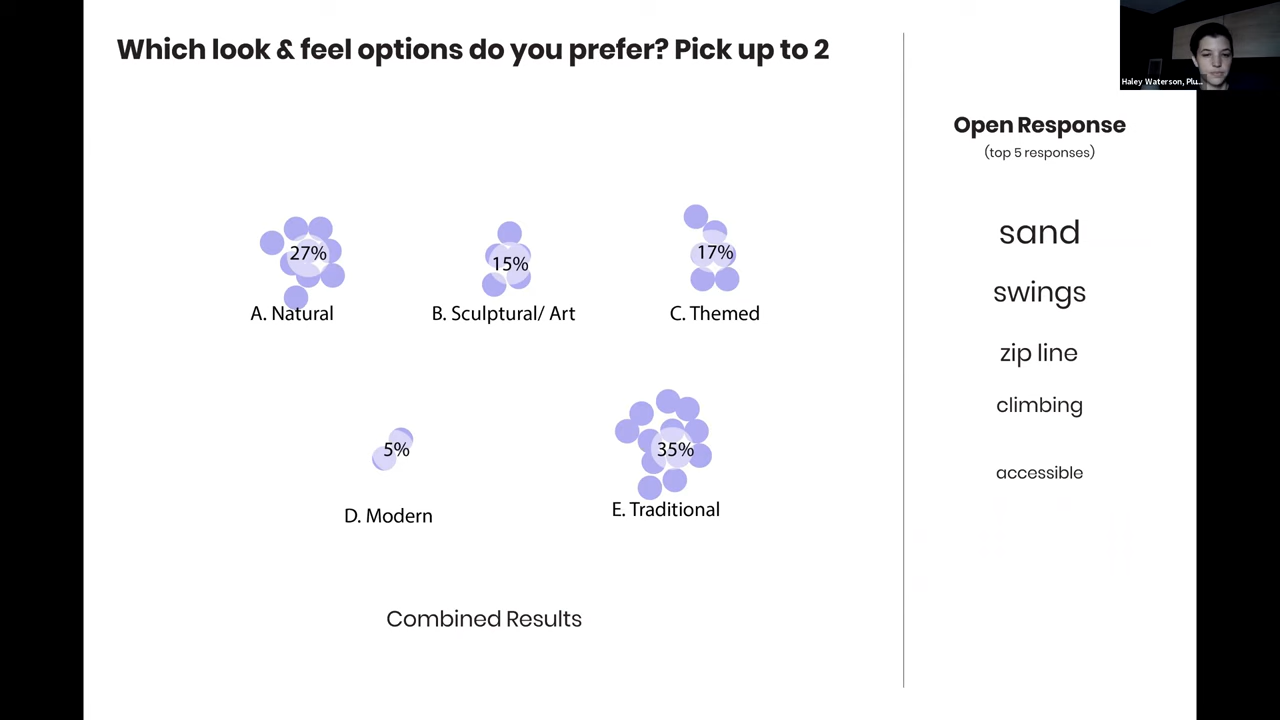 Which look & feel options do you prefer? Pick up to 2
Haley Waterson, Plu...
Open Response
(top 5 responses)
sand
swings
zip line
climbing
accessible
27%
15%
17%
A. Natural
B. Sculptural/ Art
C. Themed
5%
35%
D. Modern
E. Traditional
Combined Results